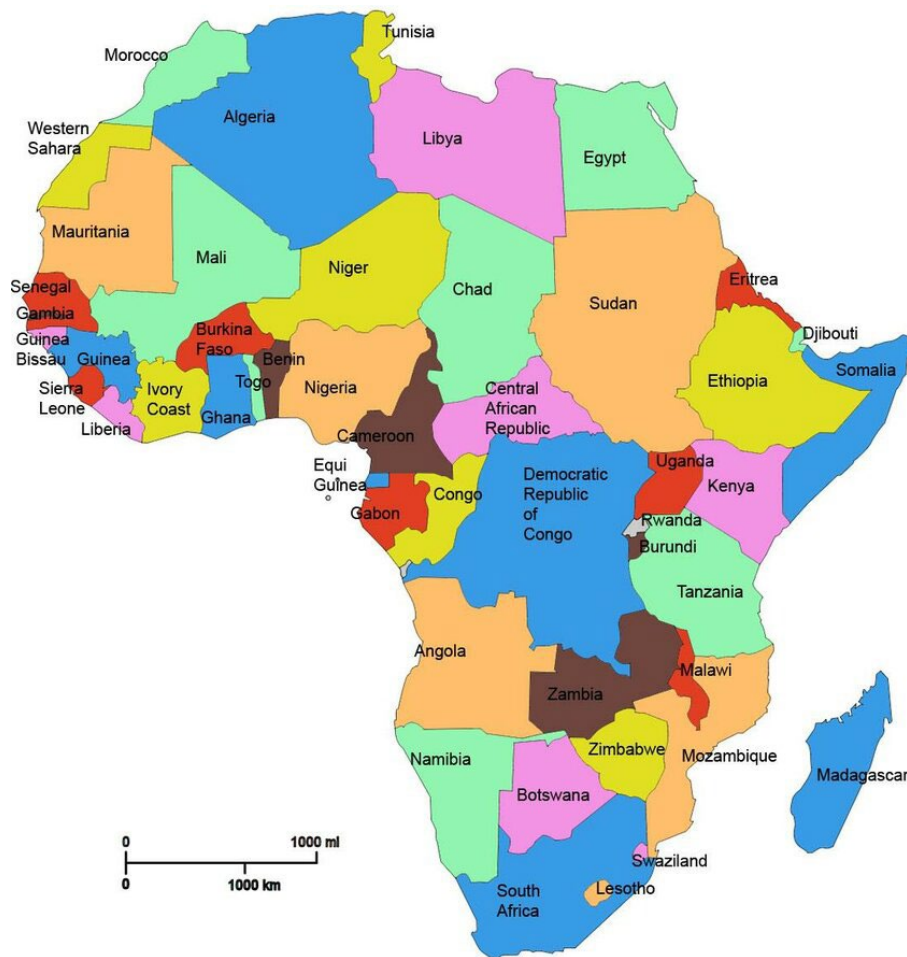 Tunisia
Morocco
Algeria
Western
Sahara
Libya
Egypt
Mauritania
Mali
Niger
Chad
Sudan
Eritrea
Senegal
Gambia
Djibouti
Guinea
Bissau
Guinea
Burkina
Faso
Benin
Somalia
Sierra
Leone
Ivory
Coast
Togo
Ghana
Nigeria
Central
African
Republic
Ethiopia
Liberia
Cameroon
Equi
Guinea
Uganda
Kenya
Democratic
Republic
of
Congo
Congo
Gabon
Rwanda
Burundi
Tanzania
Angola
Malawi
Zambia
Mozambique
Zimbabwe
Namibia
Madagascar
Botswana
0 1000 mi
0 1000 km
Swaziland
Lesotho
South
Africa